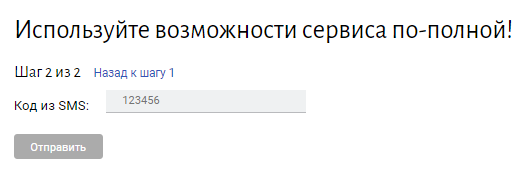 Используйте возможности сервиса по-полной!
Шаг 2 из 2 Назад к шагу 1
Код из SMS: 123456
Отправить